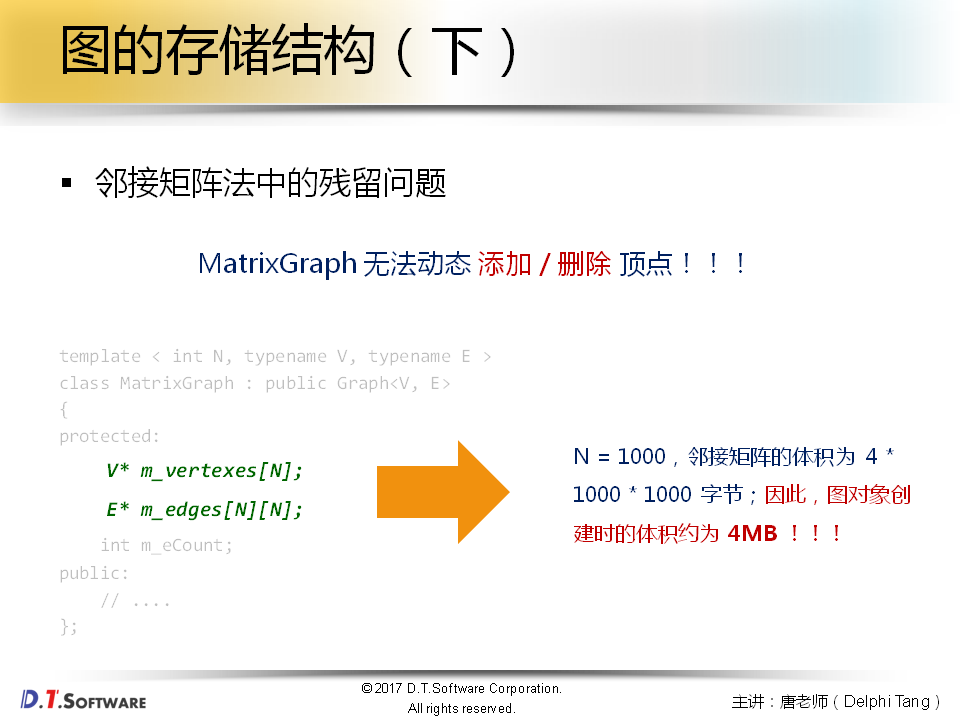 图的存储结构（下）
▪ 邻接矩阵法中的残留问题
MatrixGraph 无法动态 添加 / 删除 顶点！！！
template < int N, typename V, typename E >
class MatrixGraph : public Graph<V, E>
{
protected:
V* m_vertexes[N];
E* m_edges[N][N];
int m_eCount;
public:
// ....
};
N = 1000，邻接矩阵的体积为 4 *
1000 * 1000 字节；因此，图对象创
建时的体积约为 4MB ！！！
D.T.SOFTWARE
©2017 D.T.Software Corporation.
All rights reserved.
主讲：唐老师（Delphi Tang）